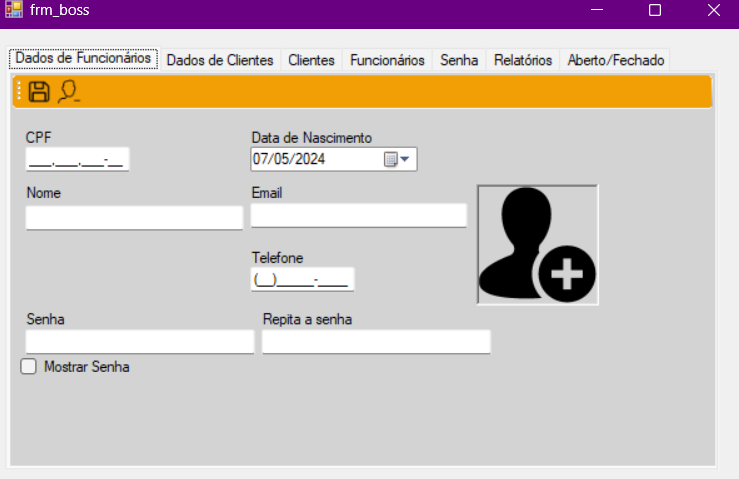 frm_boss
Dados de Funcionários Dados de Clientes Clientes Funcionários Senha Relatórios Aberto/Fechado
CPF Data de Nascimento
___.___.___-__ 07/05/2024
Nome Email
Telefone
(__)_____-____
Senha Repita a senha
Mostrar Senha